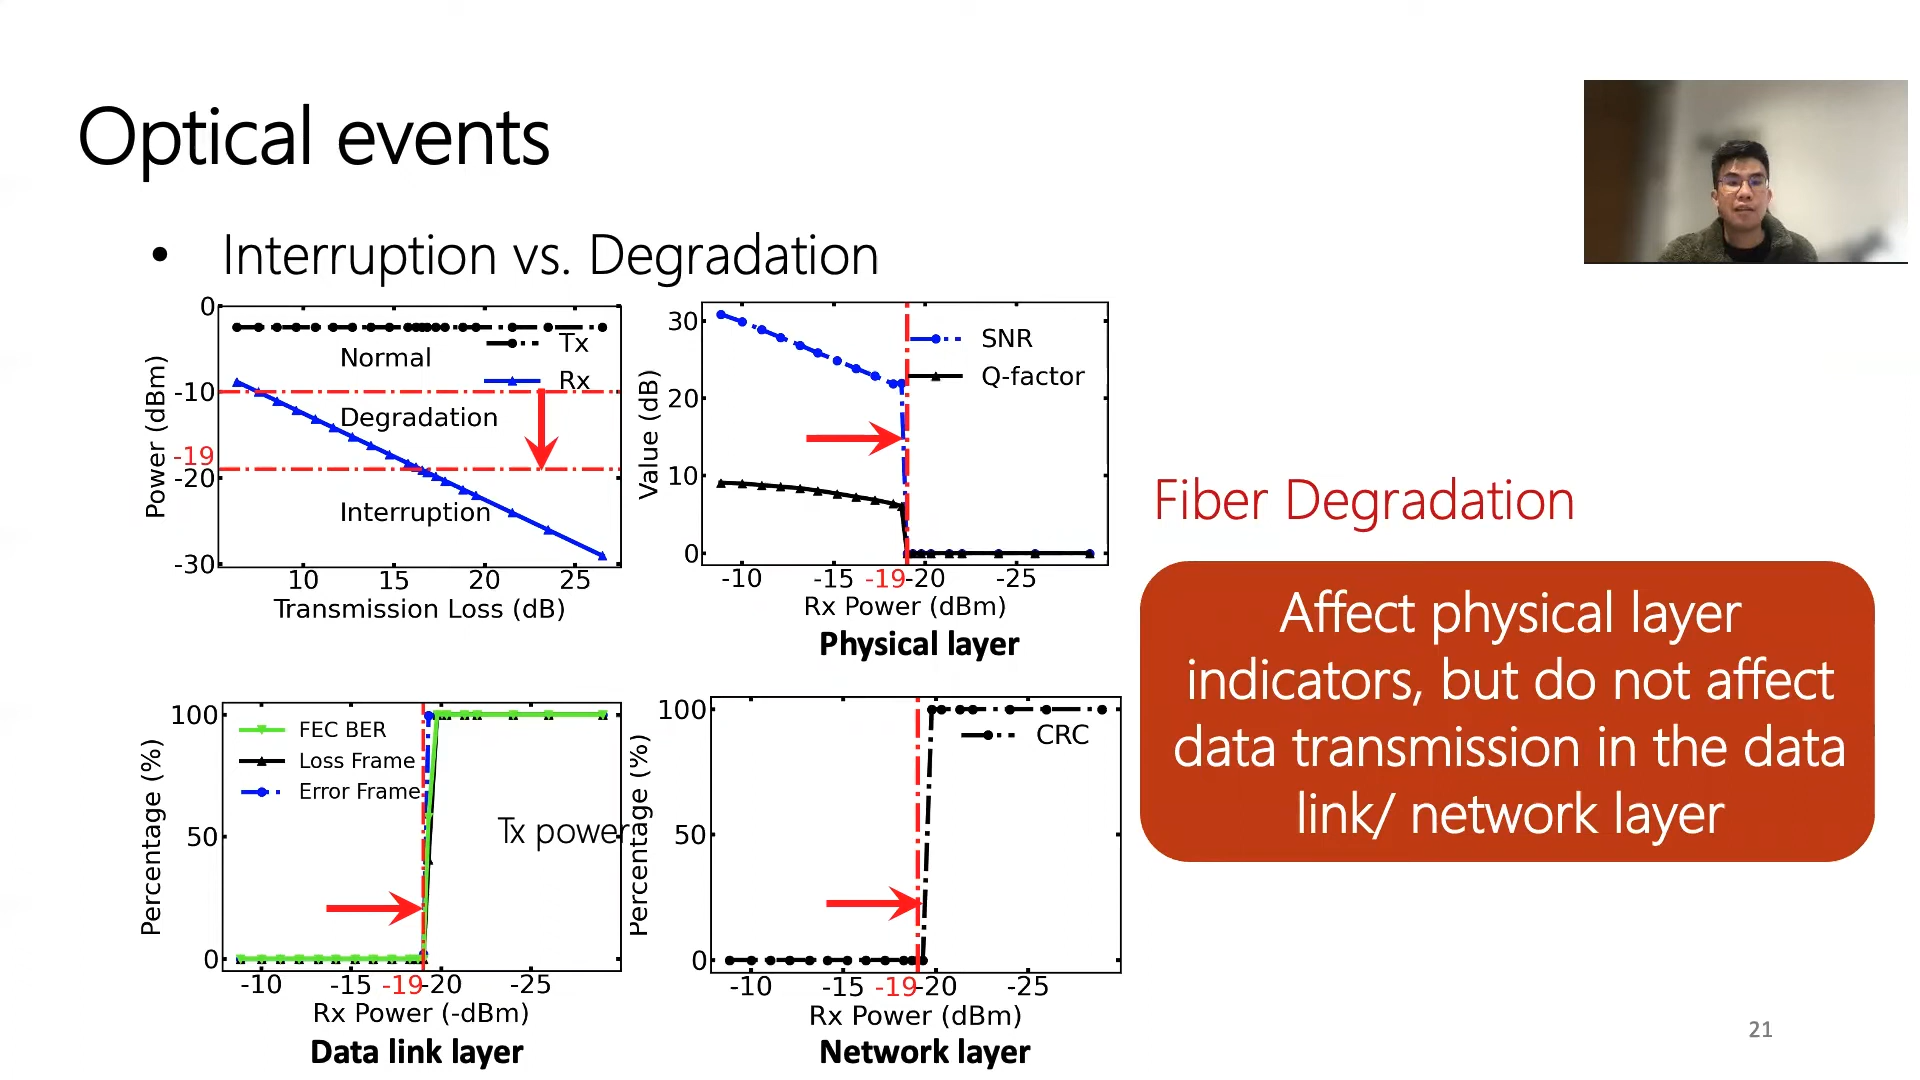 Optical events
• Interruption vs. Degradation
0
-10
-19
-20
-30
Power (dBm)
Normal
Degradation
Interruption
Tx
Rx
10 15 20 25
Transmission Loss (dB)
30
20
10
0
Value (dB)
SNR
Q-factor
-10 -15 -19 -20 -25
Rx Power (dBm)
Physical layer
Fiber Degradation
Affect physical layer
indicators, but do not affect
data transmission in the data
link/ network layer
100
50
0
Percentage (%)
FEC BER
Loss Frame
Error Frame
Tx power
-10 -15 -19 -20 -25
Rx Power (-dBm)
Data link layer
100
50
0
Percentage (%)
CRC
-10 -15 -19 -20 -25
Rx Power (dBm)
Network layer
21